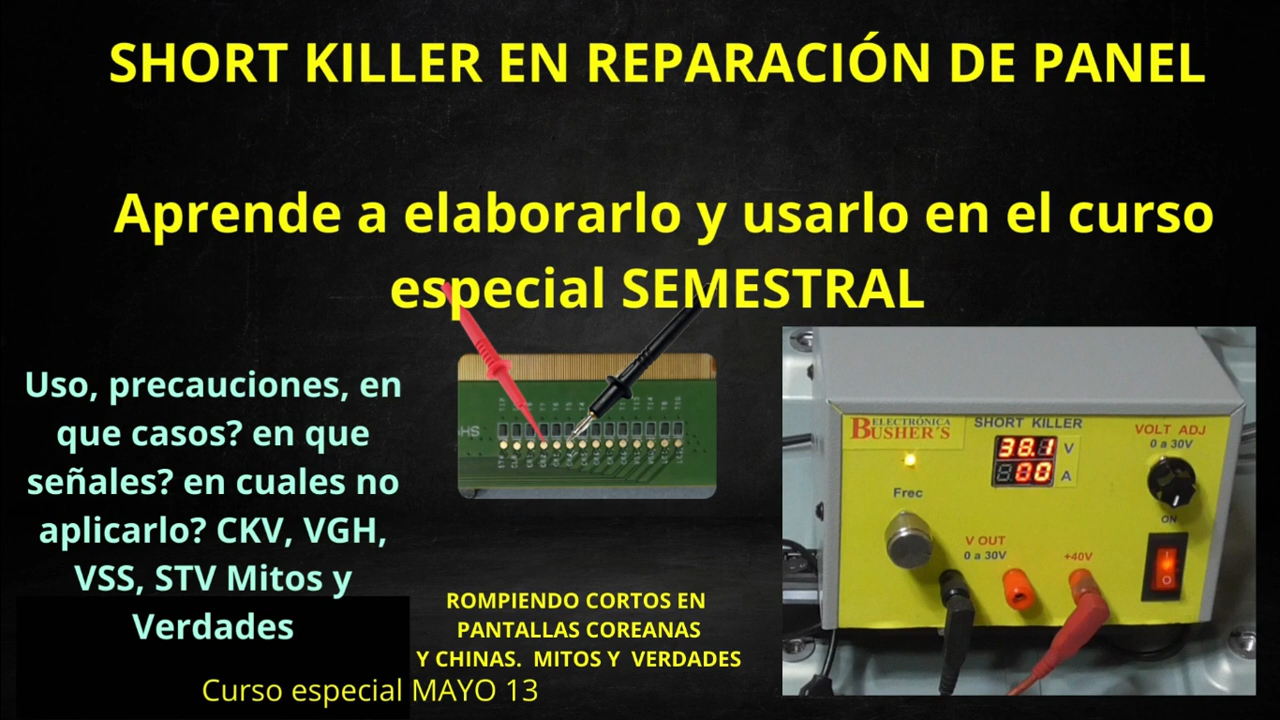 SHORT KILLER EN REPARACIÓN DE PANEL
Aprende a elaborarlo y usarlo en el curso
especial SEMESTRAL
Uso, precauciones, en
que casos? en que
señales? en cuales no
aplicarlo? CKV, VGH,
VSS, STV Mitos y
Verdades
ROMPIENDO CORTOS EN
PANTALLAS COREANAS
Y CHINAS. MITOS Y VERDADES
Curso especial MAYO 13
ELECTRÓNICA
BUSHER'S
SHORT KILLER
38.1 V
00 A
VOLT ADJ
0 a 30V
Frec
ON
V OUT
0 a 30V
+40V